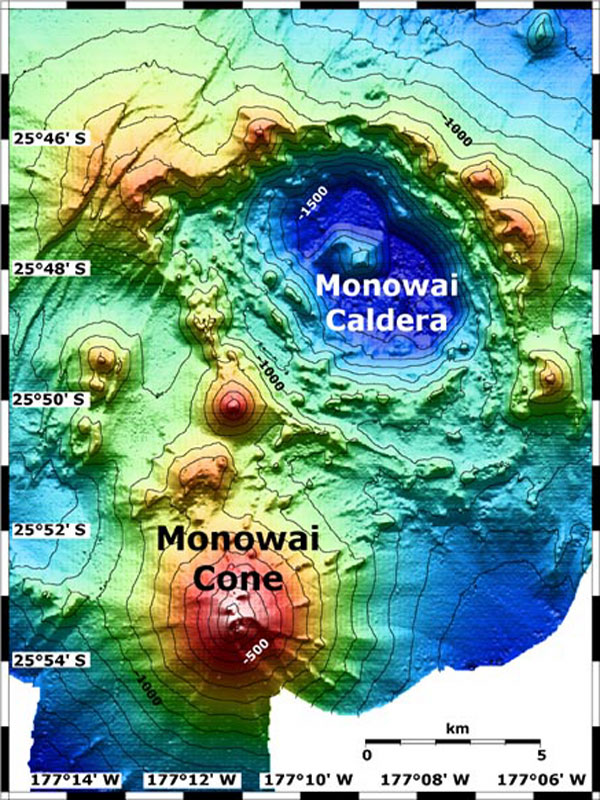 -1000
25°46' S
-1500
25°48' S
Monowai
Caldera
-1000
25°50' S
25°52' S
Monowai
Cone
-500
25°54' S
-1000
km
0 5
177°14' W 177°12' W 177°10' W 177°08' W 177°06' W